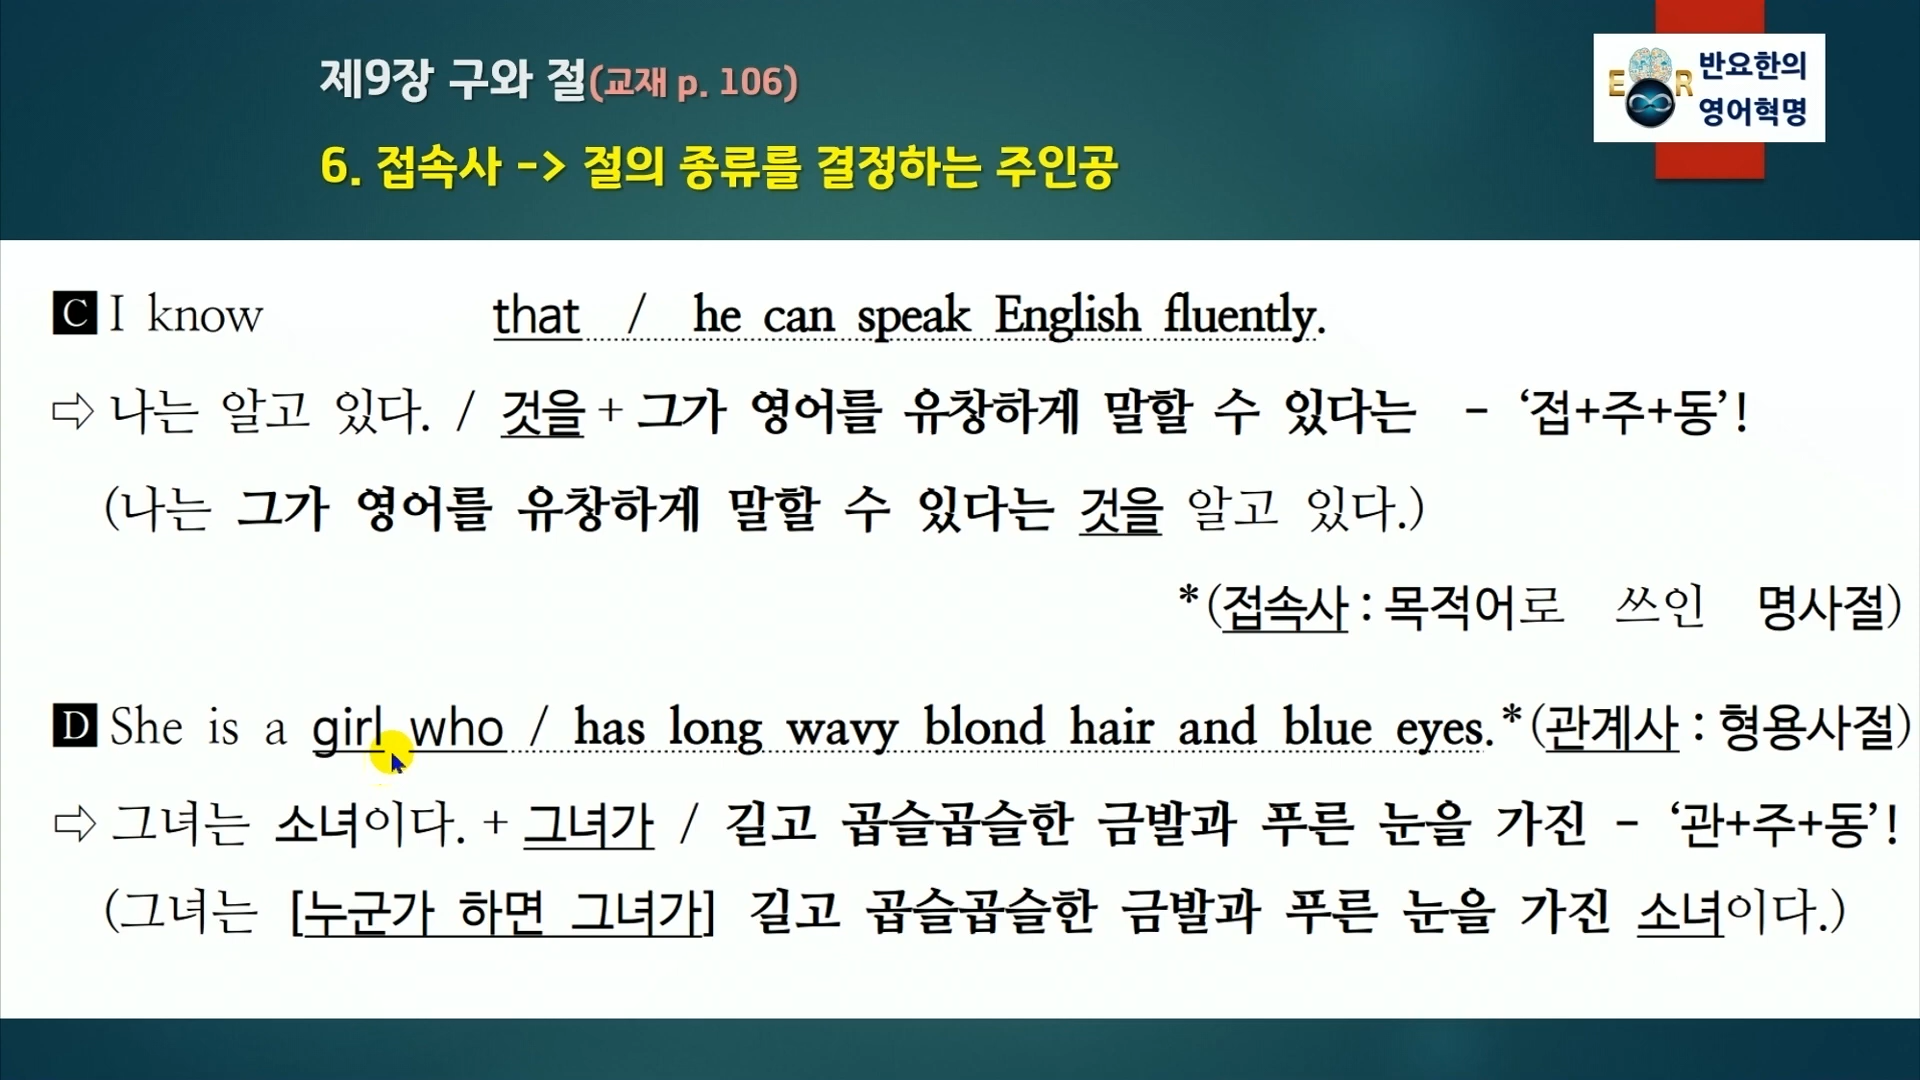 제9장 구와 절(교재 p. 106)
6. 접속사 -> 절의 종류를 결정하는 주인공
E R 반요한의
영어혁명
C I know that / he can speak English fluently.
⇨ 나는 알고 있다. / 것을 + 그가 영어를 유창하게 말할 수 있다는 - ‘접+주+동’!
(나는 그가 영어를 유창하게 말할 수 있다는 것을 알고 있다.)
*(접속사 : 목적어로 쓰인 명사절)
D She is a girl who / has long wavy blond hair and blue eyes.*(관계사 : 형용사절)
⇨ 그녀는 소녀이다. + 그녀가 / 길고 곱슬곱슬한 금발과 푸른 눈을 가진 - ‘관+주+동’!
(그녀는 [누군가 하면 그녀가] 길고 곱슬곱슬한 금발과 푸른 눈을 가진 소녀이다.)